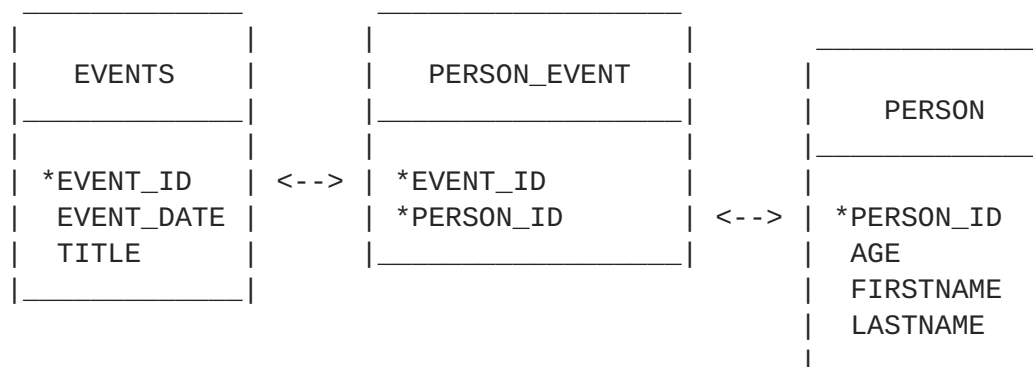 EVENTS
*EVENT_ID
EVENT_DATE
TITLE
<-->
PERSON_EVENT
*EVENT_ID
*PERSON_ID
<-->
PERSON
*PERSON_ID
AGE
FIRSTNAME
LASTNAME